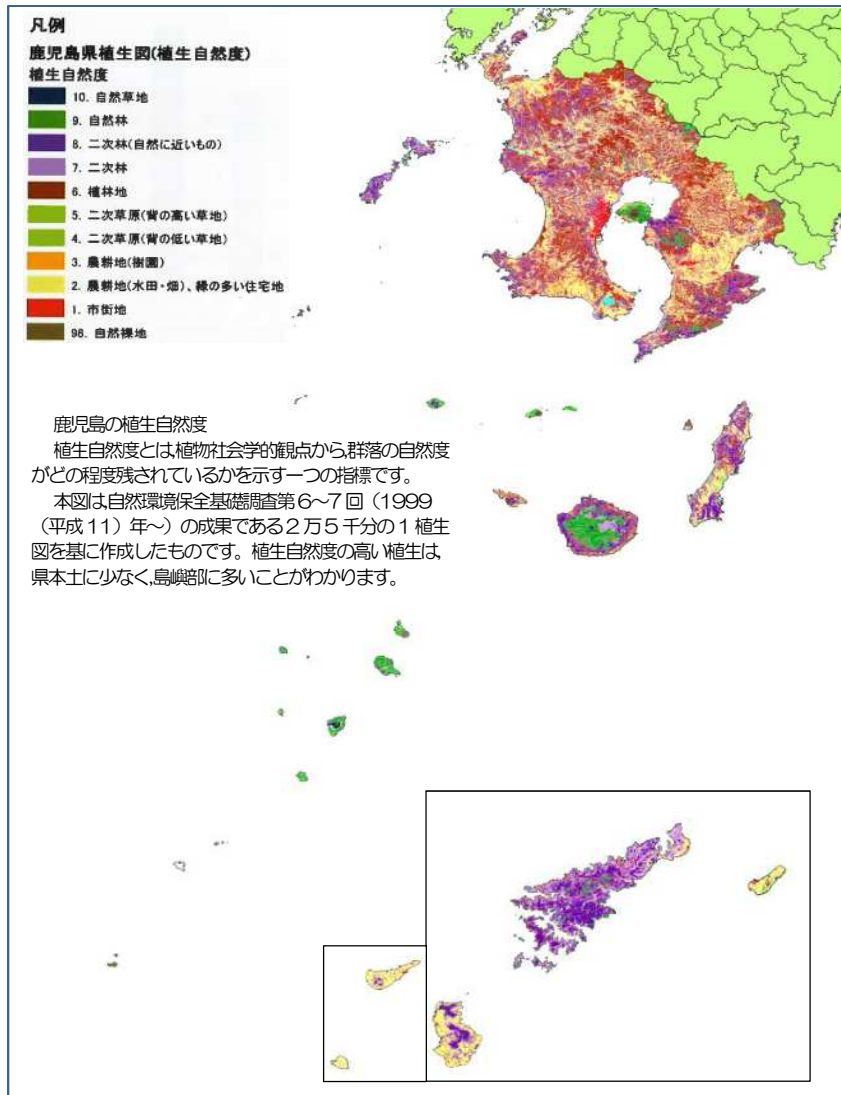 凡例
鹿児島県植生図(植生自然度)
植生自然度
10. 自然草地
9. 自然林
8. 二次林(自然に近いもの)
7. 二次林
6. 植林地
5. 二次草原(背の高い草地)
4. 二次草原(背の低い草地)
3. 農耕地(樹園)
2. 農耕地(水田・畑)、緑の多い住宅地
1. 市街地
98. 自然裸地
鹿児島の植生自然度
植生自然度とは,植物社会学的観点から,群落の自然度
がどの程度残されているかを示す一つの指標です。
本図は,自然環境保全基礎調査第6~7回(1999
(平成11)年~)の成果である2万5千分の1植生
図を基に作成したものです。植生自然度の高い植生は,
県本土に少なく,島嶼部に多いことがわかります。